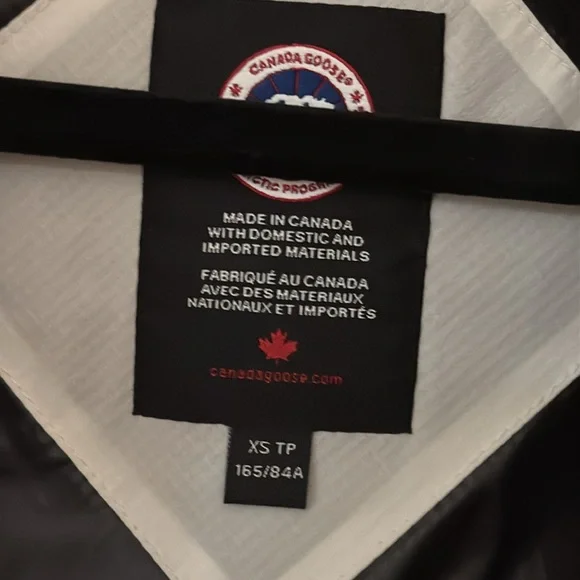 CANADA GOOSE
MADE IN CANADA
WITH DOMESTIC AND
IMPORTED MATERIALS
FABRIQUÉ AU CANADA
AVEC DES MATERIAUX
NATIONAUX ET IMPORTÉS
canadagoose.com
XS TP
165/84A